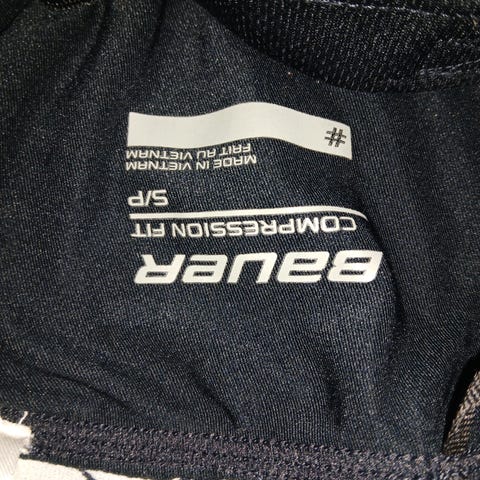 BAUER
COMPRESSION FIT
S/P
MADE IN VIETNAM
FAIT AU VIETNAM
#